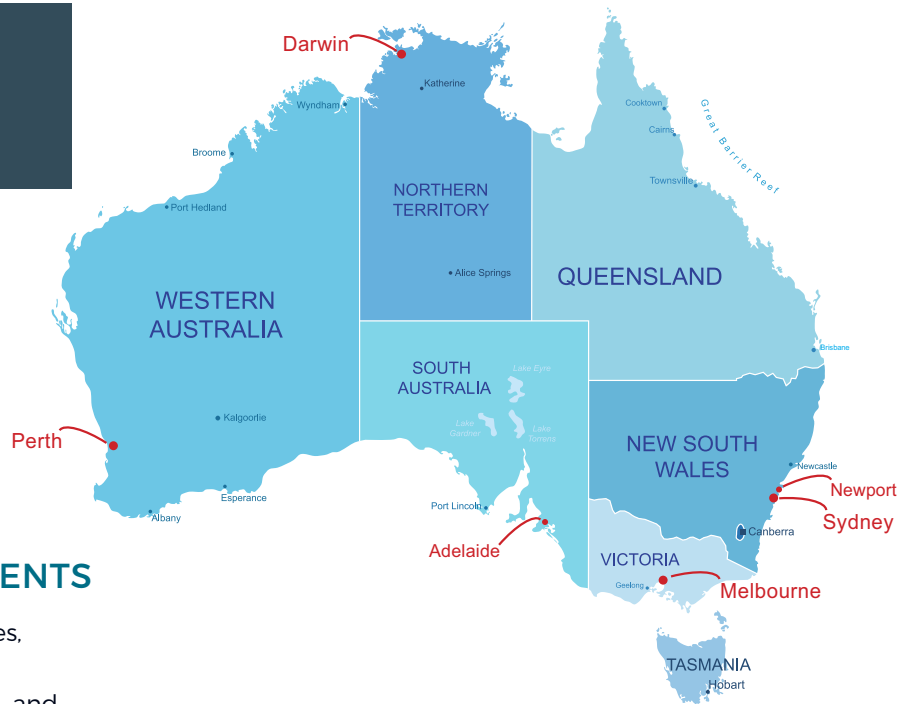 Darwin
Katherine
Wyndham
Cooktown
Great Barrier Reef
Cairns
Broome
Townsville
NORTHERN
TERRITORY
Port Hedland
Alice Springs
QUEENSLAND
WESTERN
AUSTRALIA
Brisbane
SOUTH
AUSTRALIA
Lake Eyre
Kalgoorlie
Lake
Gardner
Lake
Torrens
Perth
NEW SOUTH
WALES
Newcastle
Newport
Esperance
Port Lincoln
Sydney
Albany
Canberra
Adelaide
VICTORIA
Geelong
Melbourne
ENTS
es,
TASMANIA
Hobart
and